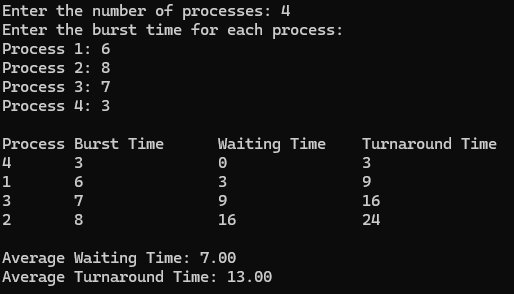 Enter the number of processes: 4
Enter the burst time for each process:
Process 1: 6
Process 2: 8
Process 3: 7
Process 4: 3
Process Burst Time Waiting Time Turnaround Time
4 3 0 3
1 6 3 9
3 7 9 16
2 8 16 24
Average Waiting Time: 7.00
Average Turnaround Time: 13.00